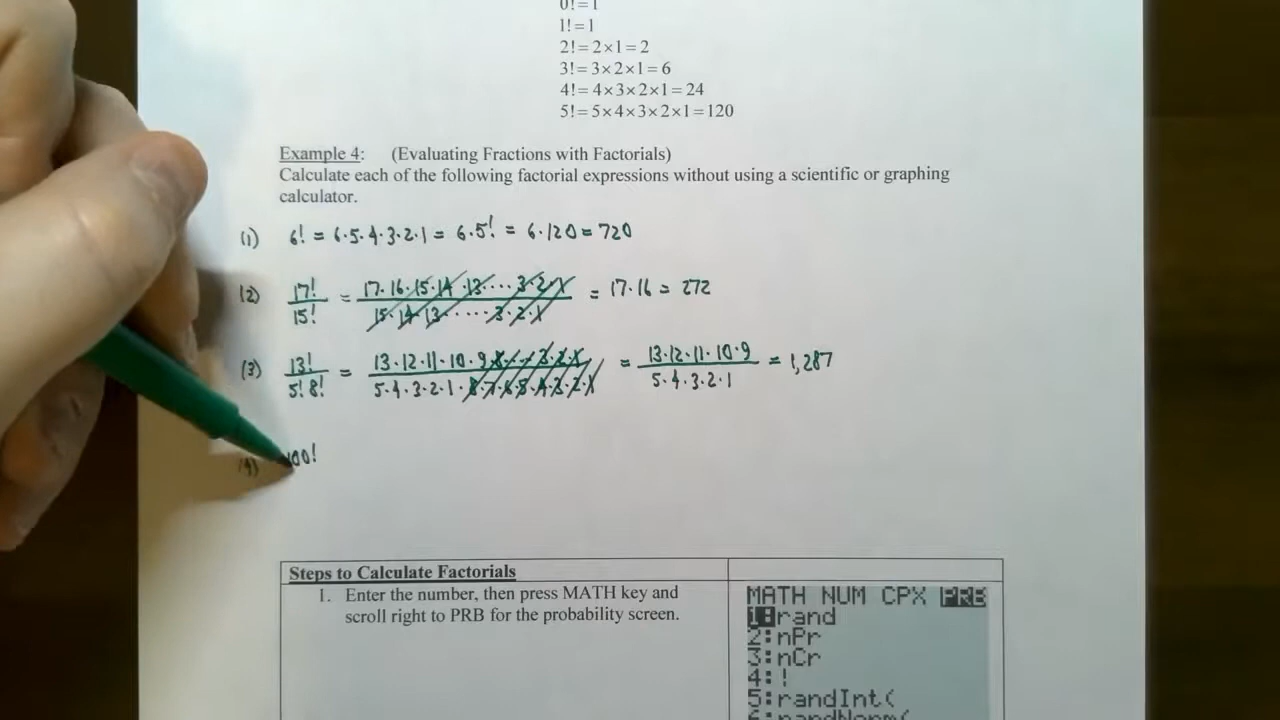 0! = 1
1! = 1
2! = 2×1 = 2
3! = 3×2×1 = 6
4! = 4×3×2×1 = 24
5! = 5×4×3×2×1 = 120
Example 4: (Evaluating Fractions with Factorials)
Calculate each of the following factorial expressions without using a scientific or graphing
calculator.
(1) 6! = 6·5·4·3·2·1 = 6·5! = 6·120 = 720
(2) 17!/15! = 17·16·15·14·13····3·2·1/15·14·13·····3·2·1 = 17·16 = 272
(3) 13!/5!8! = 13·12·11·10·9·8···3·2·1/5·4·3·2·1·8·7·6·5·4·3·2·1 = 13·12·11·10·9/5·4·3·2·1 = 1,287
(4) 100!
Steps to Calculate Factorials
1. Enter the number, then press MATH key and
scroll right to PRB for the probability screen.
MATH NUM CPX PRB
1:rand
2:nPr
3:nCr
4:!
5:randInt(
6:randNorm(